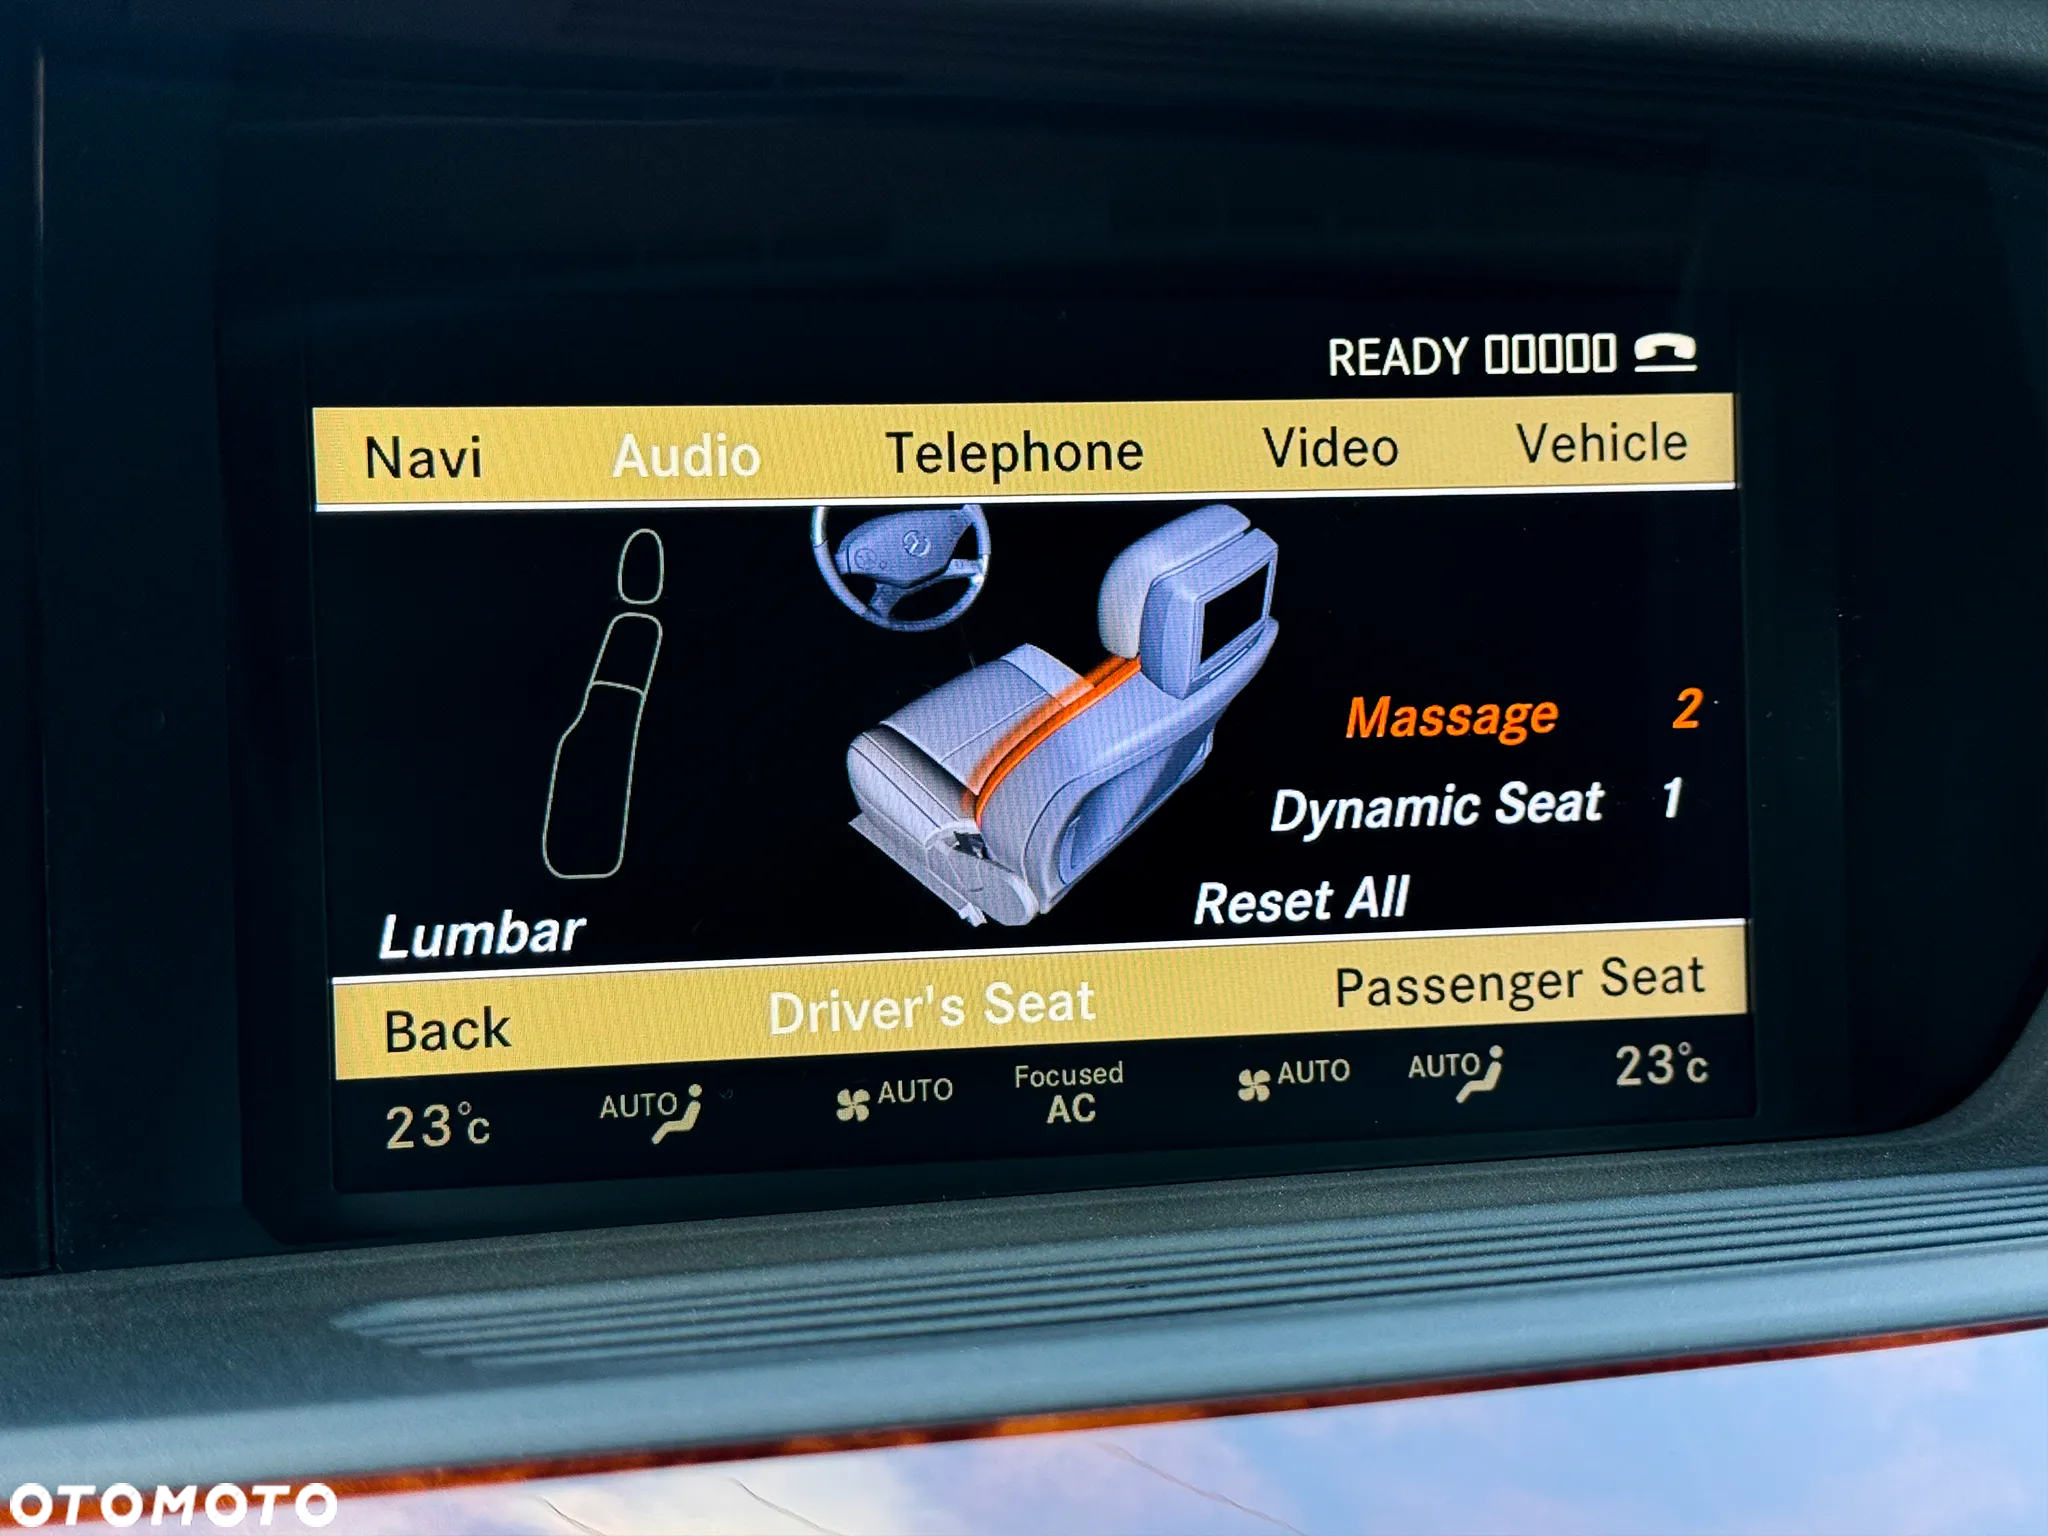 READY 00000
Navi Audio Telephone Video Vehicle
Massage 2
Dynamic Seat 1
Reset All
Lumbar
Back Driver's Seat Passenger Seat
23°C AUTO AUTO Focused AC AUTO AUTO 23°C
OTOMOTO